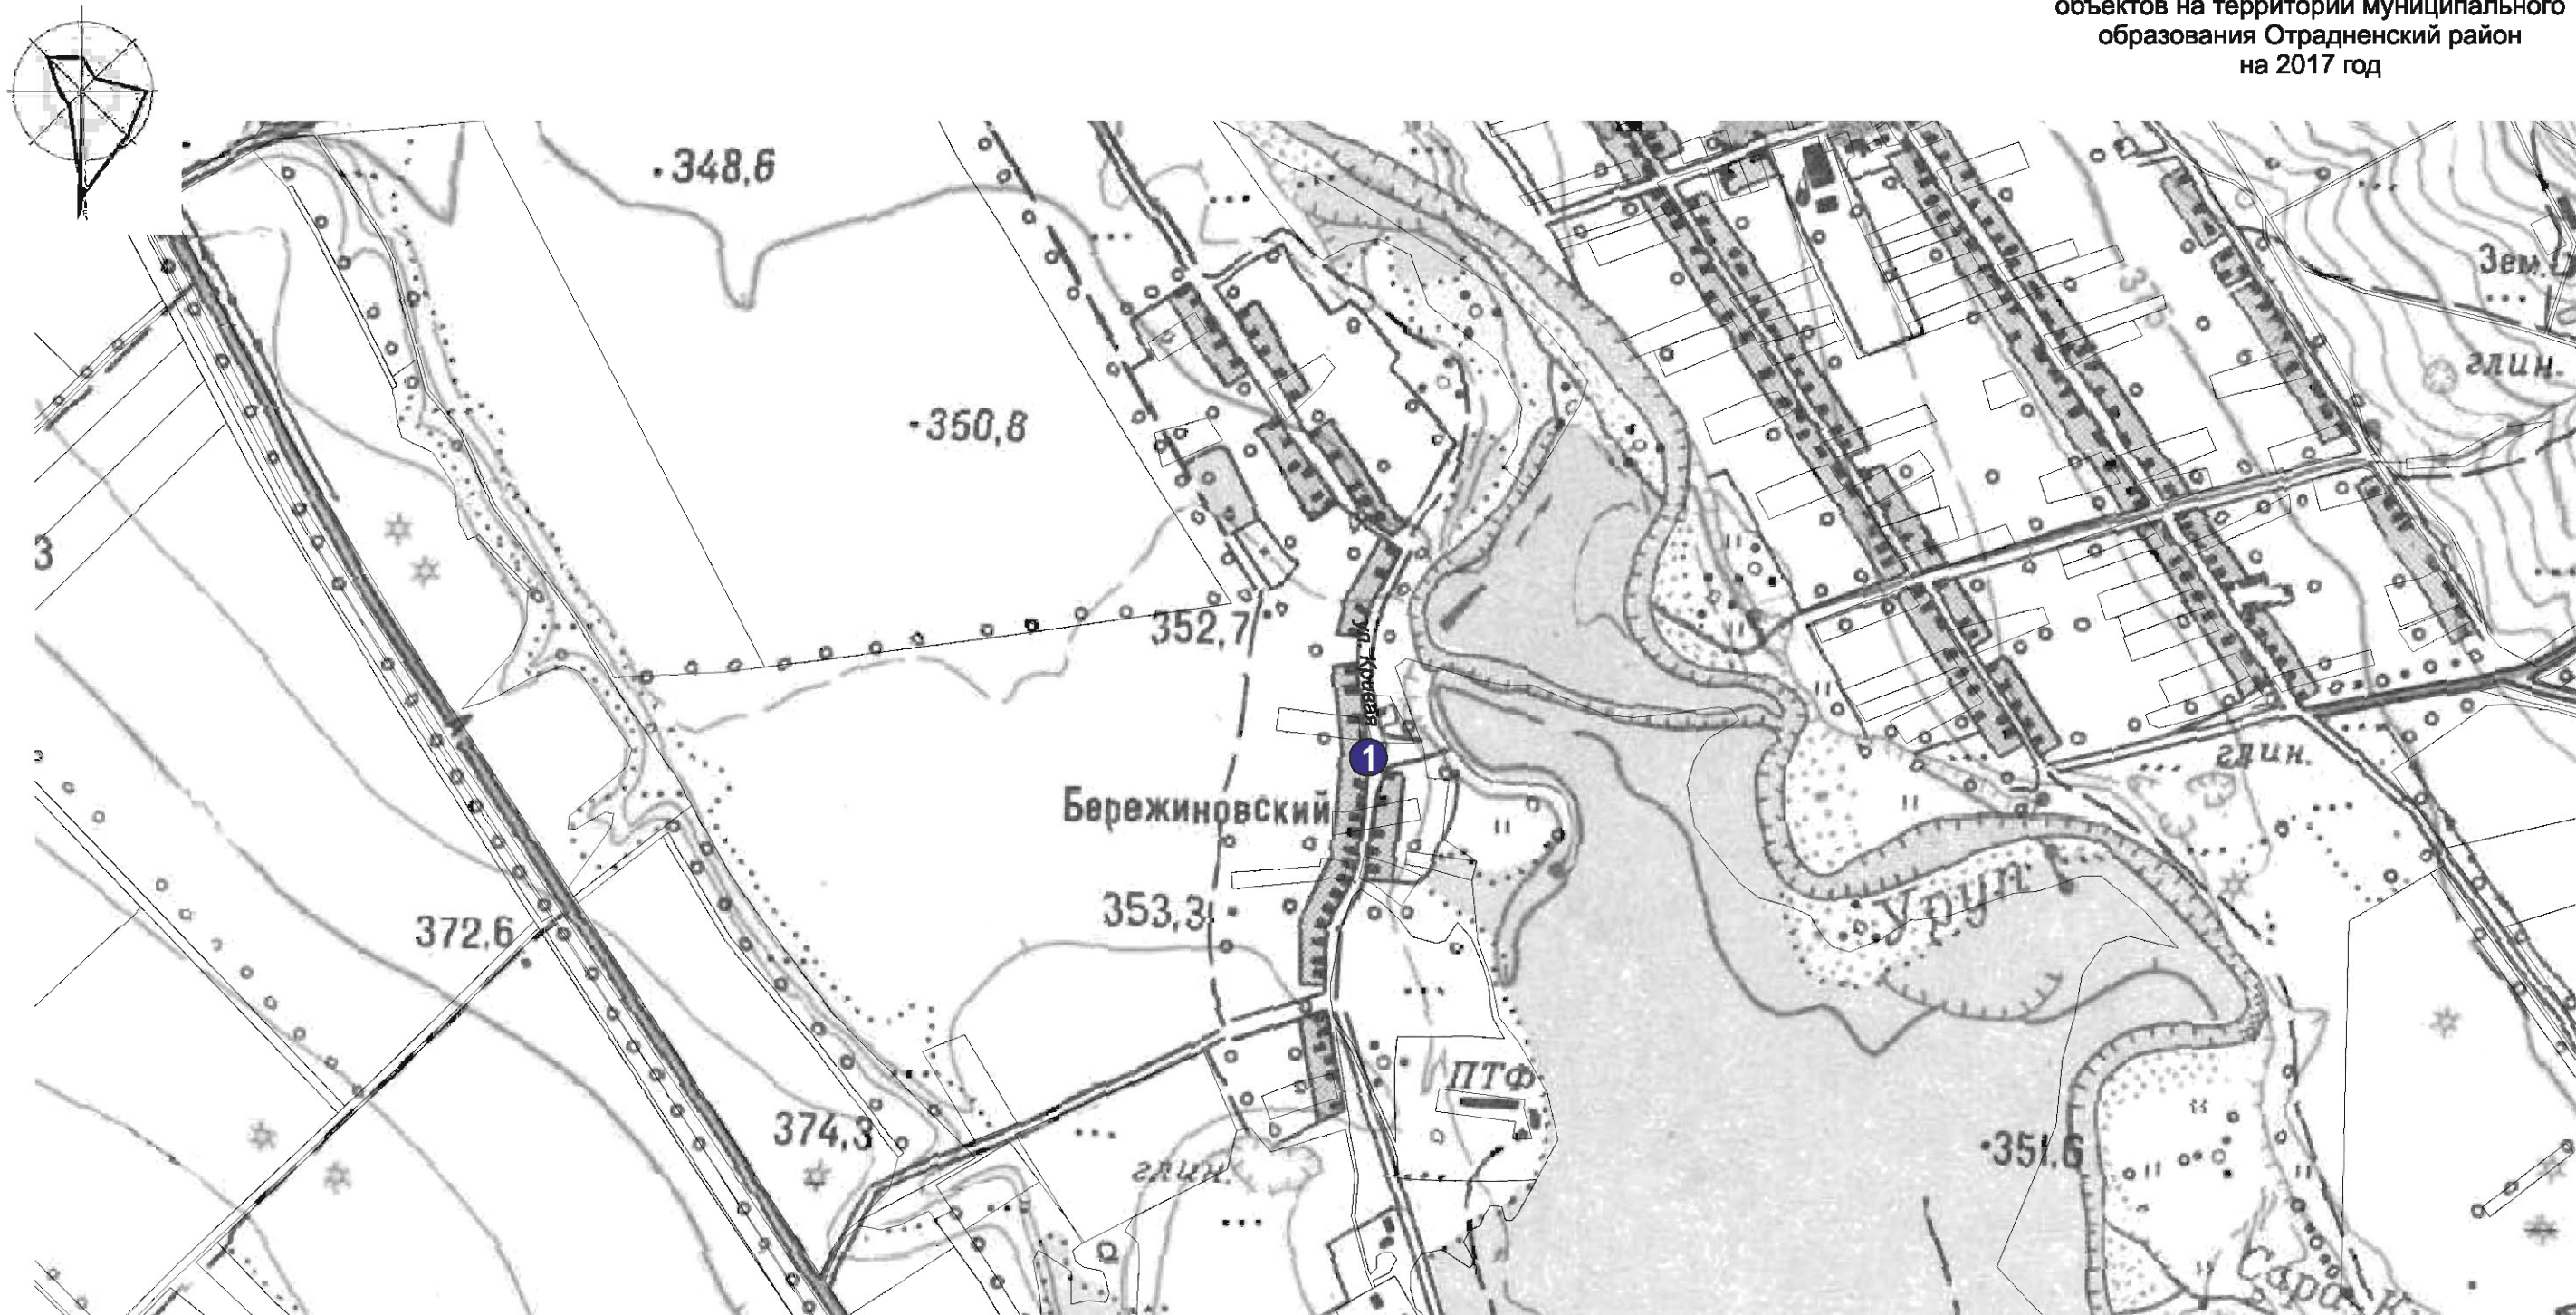 объектов на территории муниципального
образования Отрадненский район
на 2017 год
348,6
350,8
глин.
3
352,7
ул. Кривая
1
Бережиновский
глин.
Уруп
353,3
372,6
ПТФ
374,3
глин.
351,6